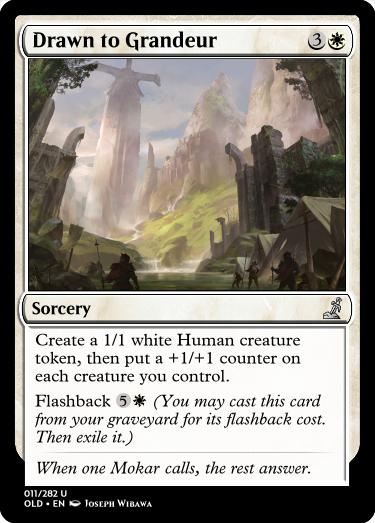 Drawn to Grandeur 3
Sorcery
Create a 1/1 white Human creature
token, then put a +1/+1 counter on
each creature you control.
Flashback 5 (You may cast this card
from your graveyard for its flashback cost.
Then exile it.)
When one Mokar calls, the rest answer.
011/282 U
OLD • EN Joseph Wibawa